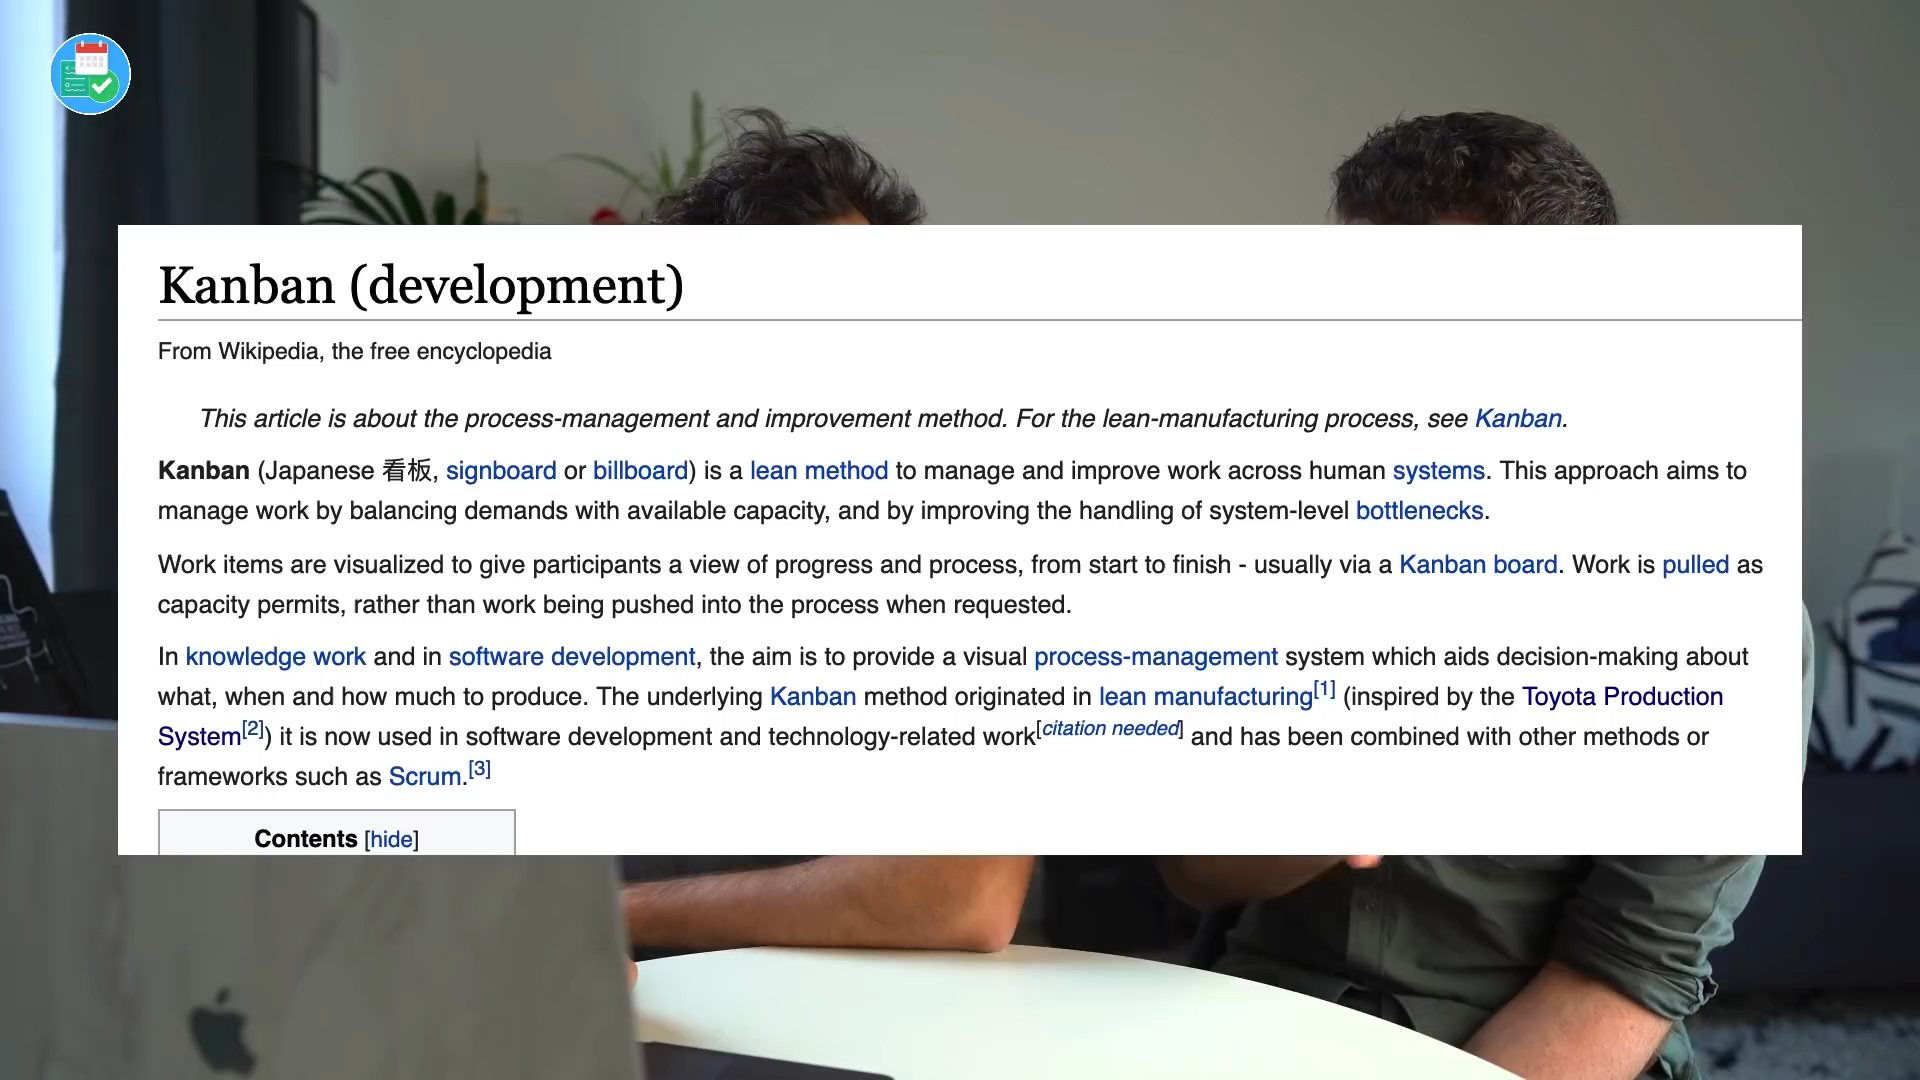 Kanban (development)
From Wikipedia, the free encyclopedia
This article is about the process-management and improvement method. For the lean-manufacturing process, see Kanban.
Kanban (Japanese 看板, signboard or billboard) is a lean method to manage and improve work across human systems. This approach aims to
manage work by balancing demands with available capacity, and by improving the handling of system-level bottlenecks.
Work items are visualized to give participants a view of progress and process, from start to finish - usually via a Kanban board. Work is pulled as
capacity permits, rather than work being pushed into the process when requested.
In knowledge work and in software development, the aim is to provide a visual process-management system which aids decision-making about
what, when and how much to produce. The underlying Kanban method originated in lean manufacturing[1] (inspired by the Toyota Production
System[2]) it is now used in software development and technology-related work[citation needed] and has been combined with other methods or
frameworks such as Scrum.[3]
Contents [hide]